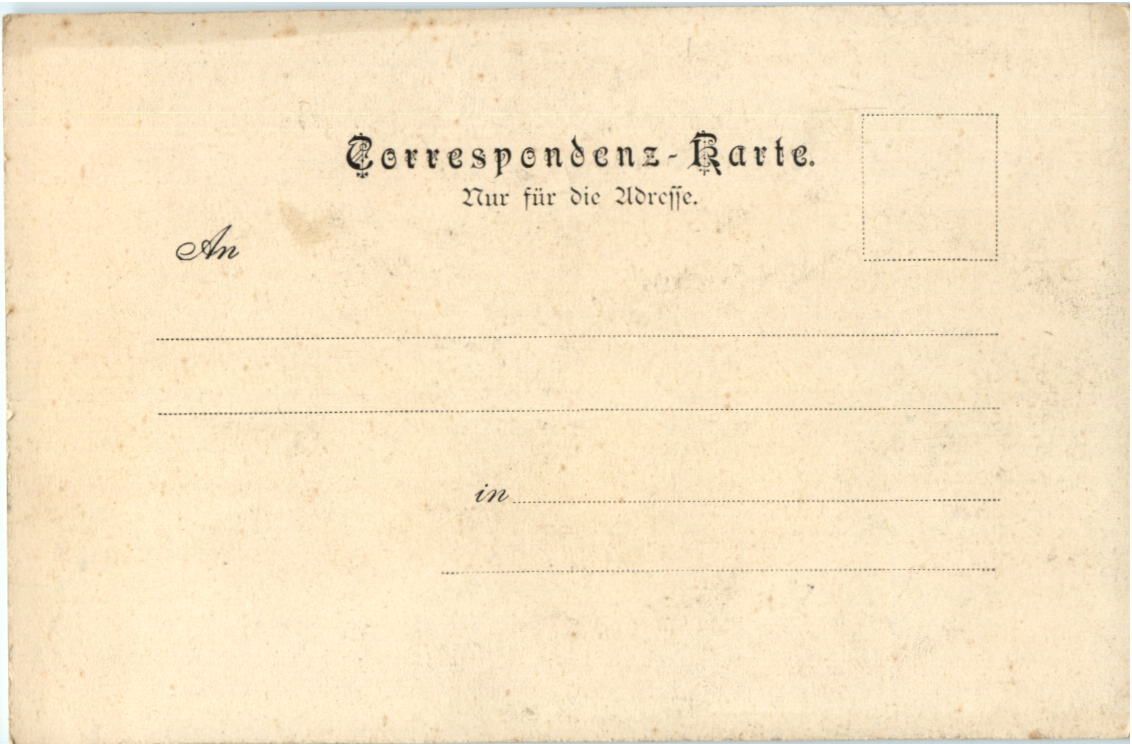 Correspondenz-Karte.
Nur für die Adresse.
An
in